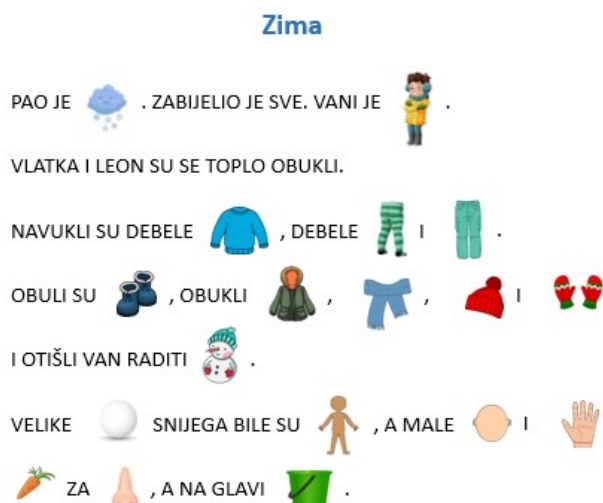 Zima
PAO JE . ZABIJELIO JE SVE. VANI JE .
VLATKA I LEON SU SE TOPLO OBUKLI.
NAVUKLI SU DEBELE , DEBELE I .
OBULI SU , OBUKLI , , I
I OTIŠLI VAN RADITI .
VELIKE SNIJEGA BILE SU , A MALE I
ZA , A NA GLAVI .